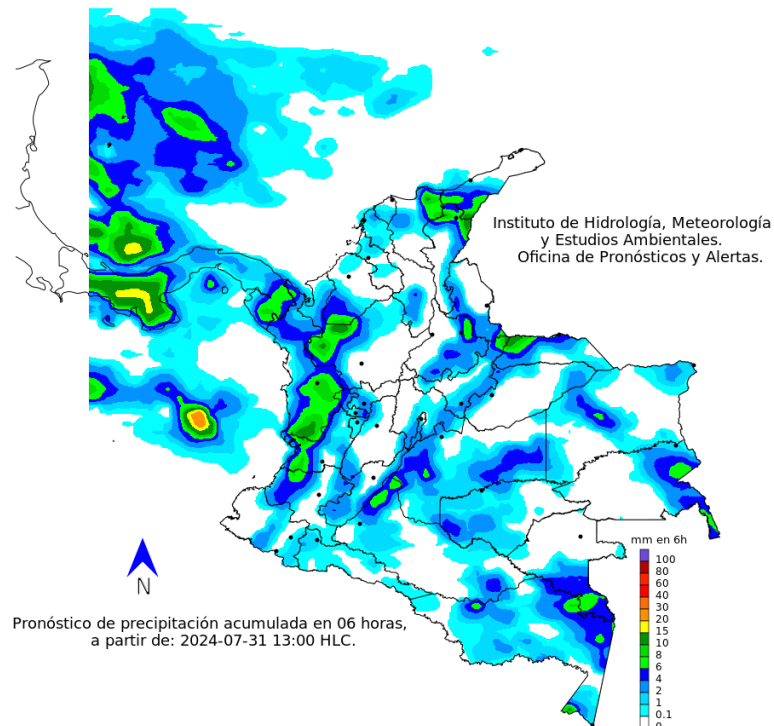 Instituto de Hidrología, Meteorología
y Estudios Ambientales.
Oficina de Pronósticos y Alertas.
mm en 6h
100
80
60
40
30
20
15
10
8
6
4
2
1
0.1
0
N
Pronóstico de precipitación acumulada en 06 horas,
a partir de: 2024-07-31 13:00 HLC.